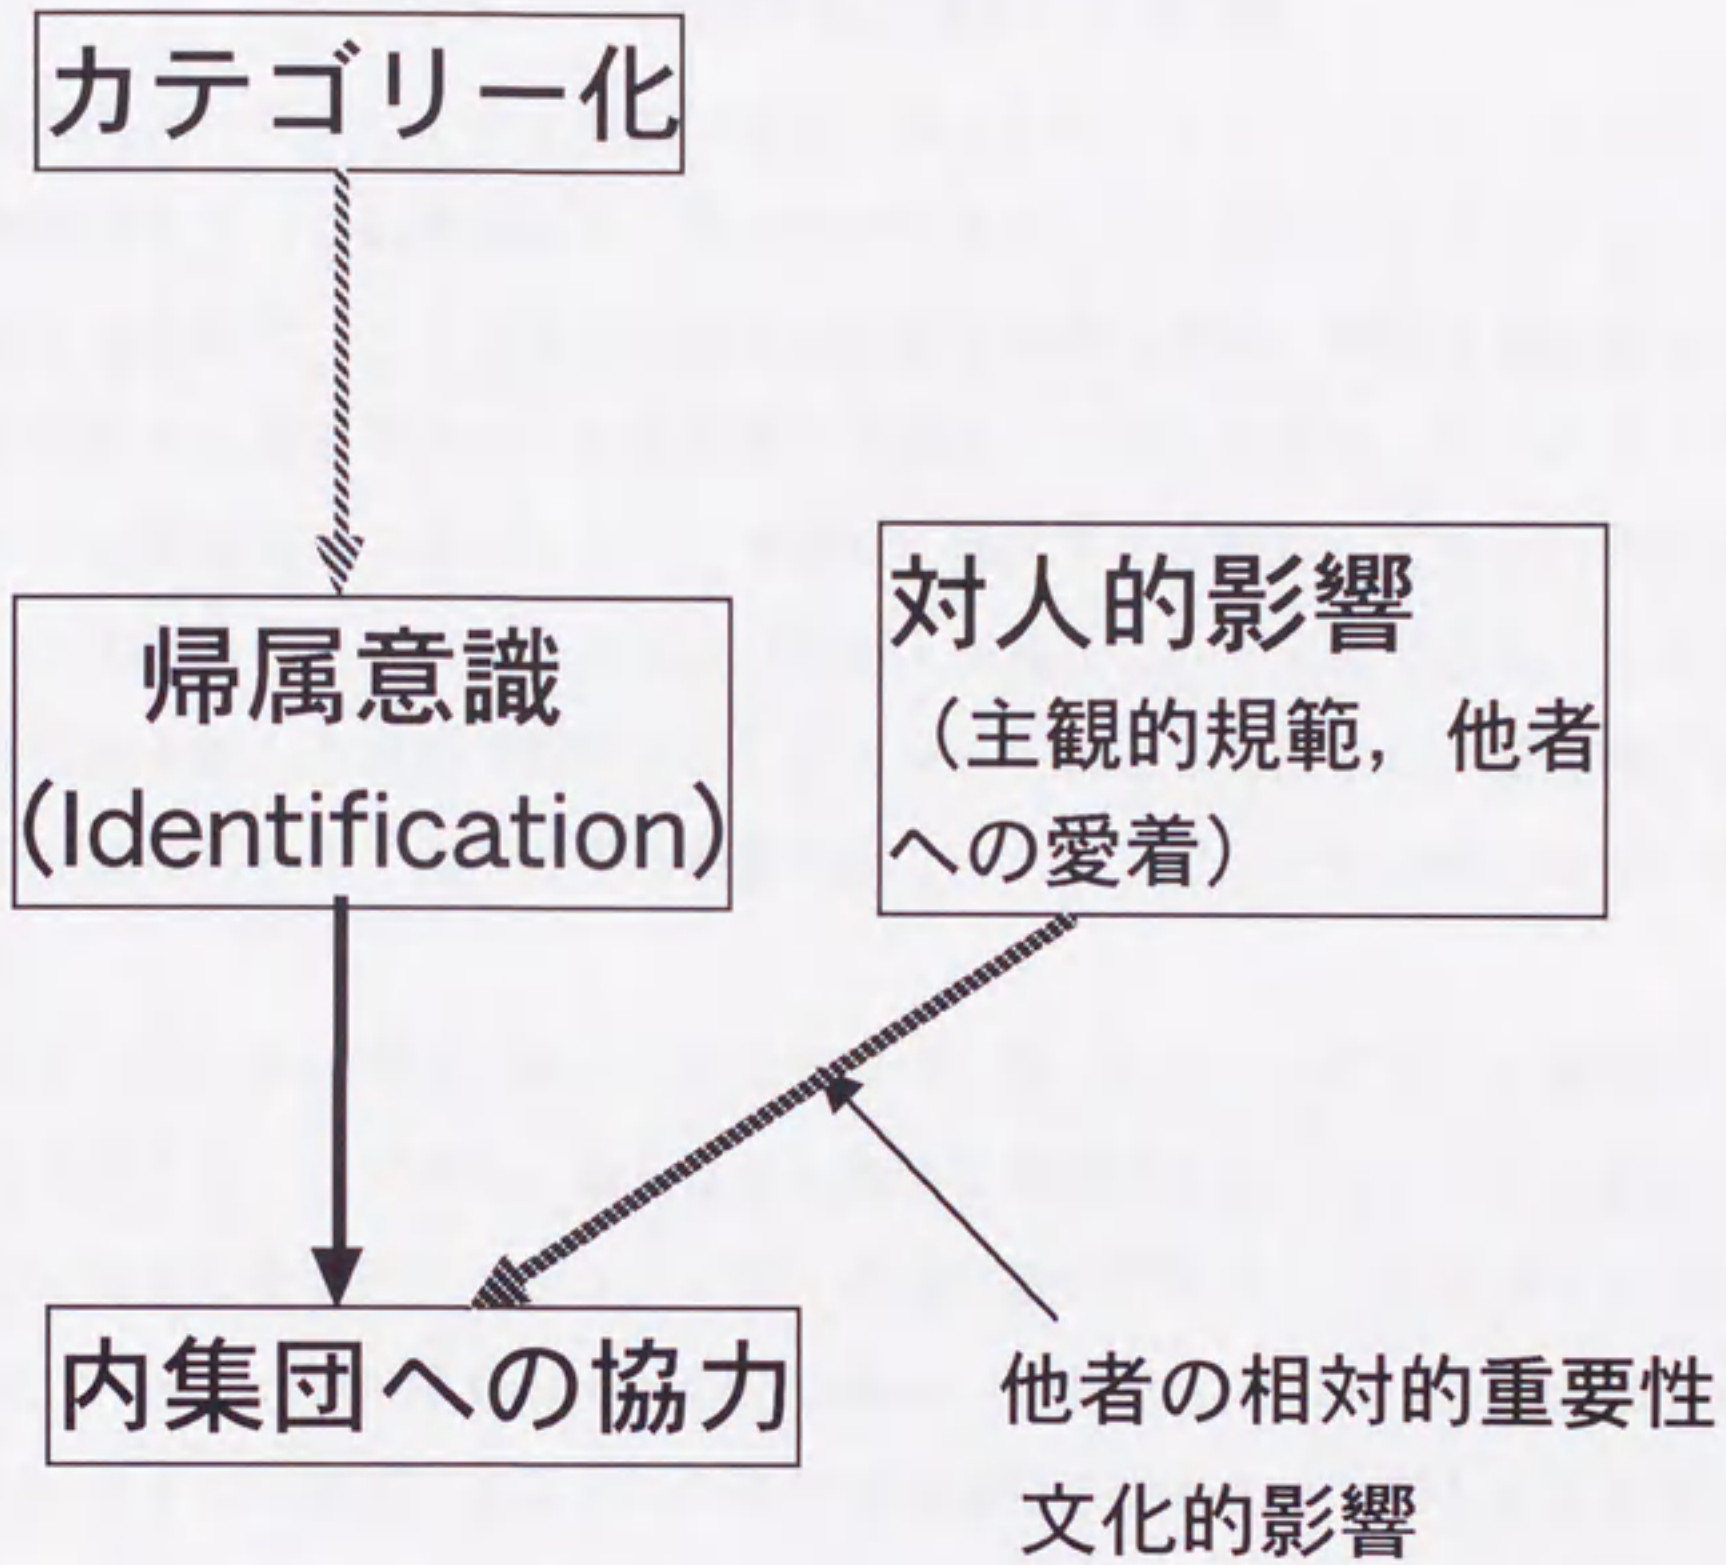 カテゴリー化
帰属意識
(Identification)
対人的影響
（主観的規範，他者
への愛着）
内集団への協力
他者の相対的重要性
文化的影響